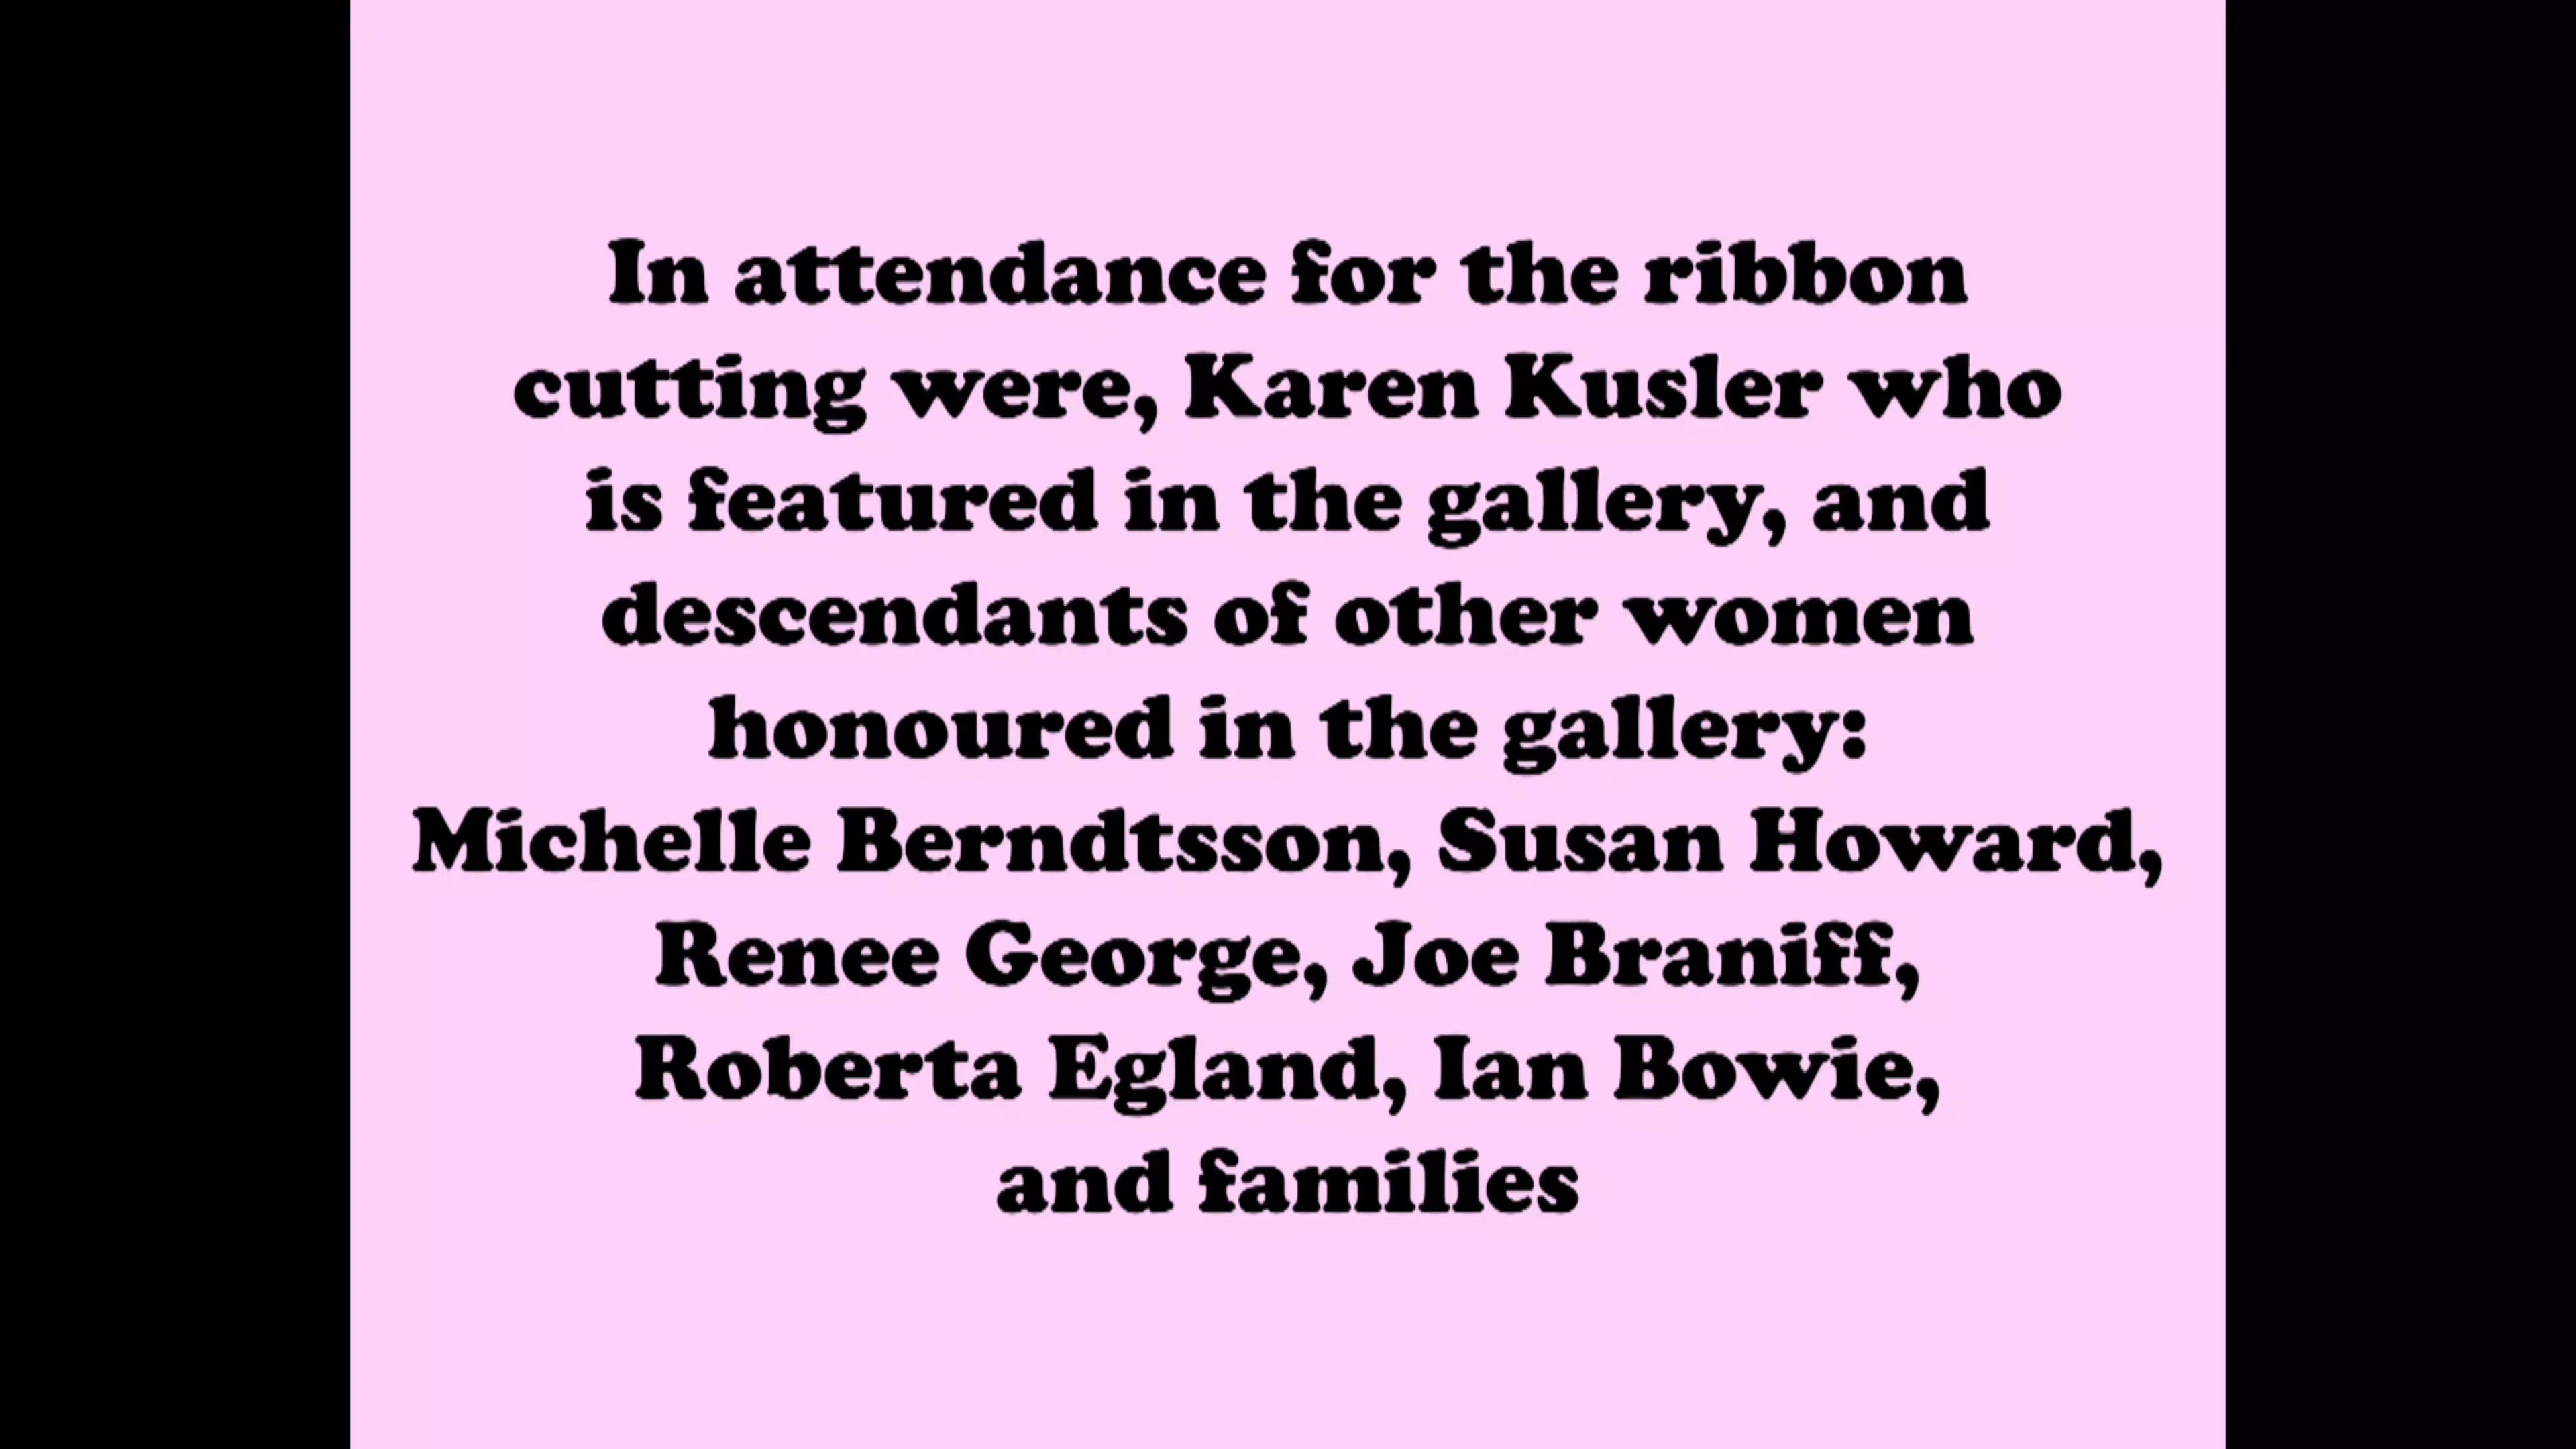 In attendance for the ribbon
cutting were, Karen Kusler who
is featured in the gallery, and
descendants of other women
honoured in the gallery:
Michelle Berndtsson, Susan Howard,
Renee George, Joe Braniff,
Roberta Egland, Ian Bowie,
and families